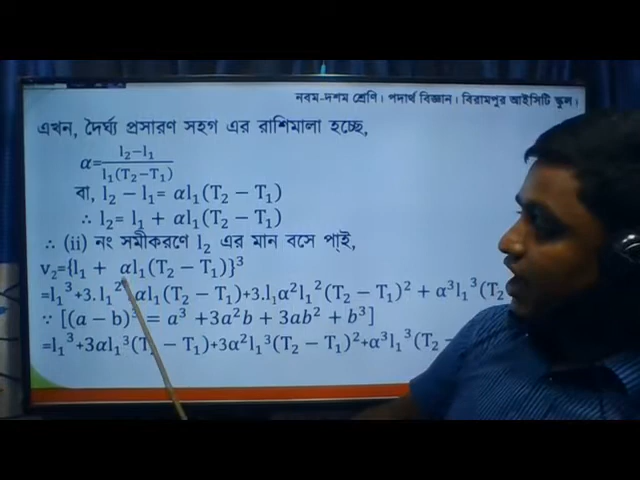 নবম-দশম শ্রেণি। পদার্থ বিজ্ঞান। বিরামপুর আইসিটি স্কুল।
এখন, দৈর্ঘ্য প্রসারণ সহগ এর রাশিমালা হচ্ছে,
α=l₂−l₁/l₁(T₂−T₁)
বা, l₂ − l₁= αl₁(T₂ − T₁)
∴ l₂= l₁ + αl₁(T₂ − T₁)
∴ (ii) নং সমীকরণে l₂ এর মান বসে পাই,
v₂={l₁ + αl₁(T₂ − T₁)}³
=l₁³+3.l₁².αl₁(T₂ − T₁)+3.l₁α²l₁²(T₂ − T₁)² + α³l₁³(T₂
∵ [(a − b)³ = a³ +3a²b + 3ab² + b³]
=l₁³+3αl₁³(T₂ − T₁)+3α²l₁³(T₂ − T₁)²+α³l₁³(T₂ −